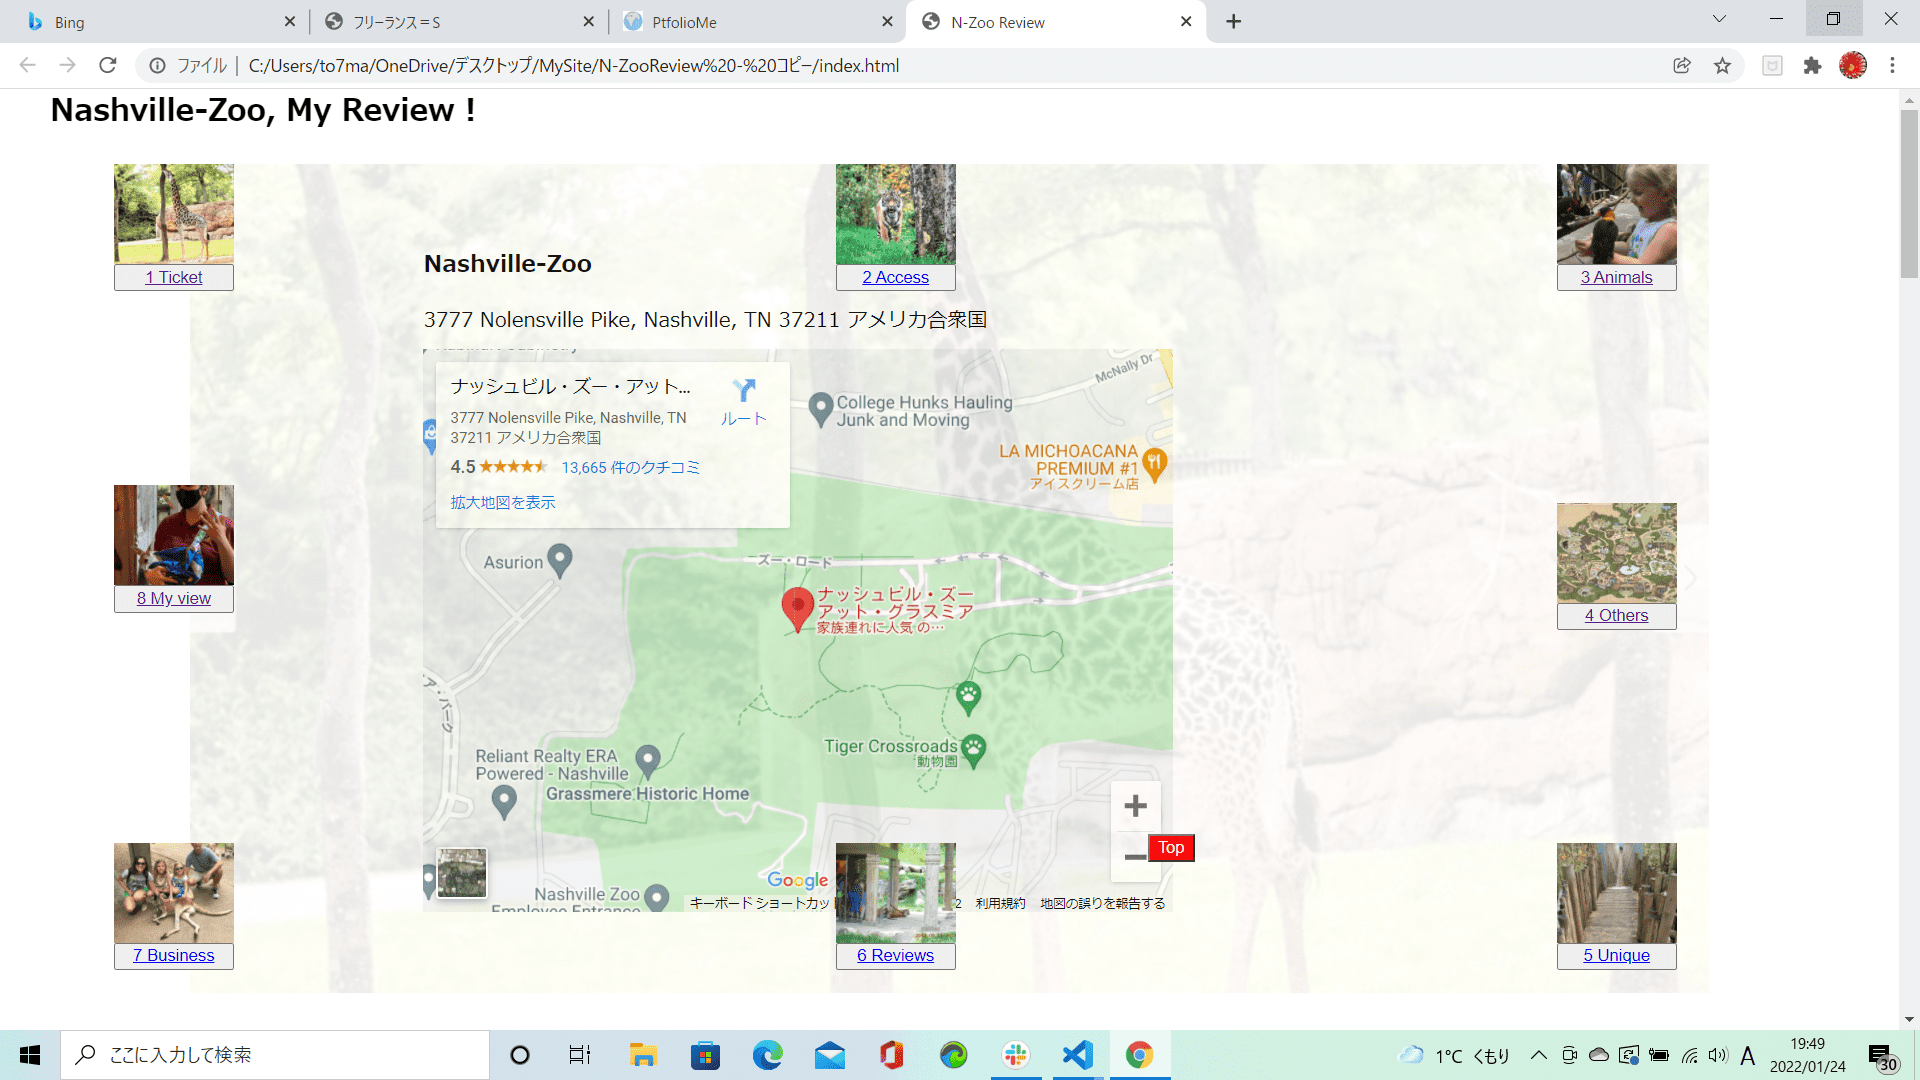 Bing
フリーランス＝S
PtfolioMe
N-Zoo Review
ファイル
C:/Users/to7ma/OneDrive/デスクトップ/MySite/N-ZooReview%20-%20コピー/index.html
Nashville-Zoo, My Review !
1 Ticket
2 Access
3 Animals
Nashville-Zoo
3777 Nolensville Pike, Nashville, TN 37211 アメリカ合衆国
ナッシュビル・ズー・アット...
3777 Nolensville Pike, Nashville, TN
37211 アメリカ合衆国
ルート
4.5
13,665 件のクチコミ
拡大地図を表示
McNally Dr
College Hunks Hauling
Junk and Moving
LA MICHOACANA
PREMIUM #1
アイスクリーム店
Asurion
ズー・ロード
ナッシュビル・ズー
アット・グラスミア
家族連れに人気 の…
8 My view
4 Others
ア・パーク
Tiger Crossroads
動物園
Reliant Realty ERA
Powered - Nashville
Grassmere Historic Home
Top
Google
Nashville Zoo
Employee Entrance
キーボード ショートカッ
2
利用規約
地図の誤りを報告する
7 Business
6 Reviews
5 Unique
ここに入力して検索
1°C くもり
A
19:49
2022/01/24
30